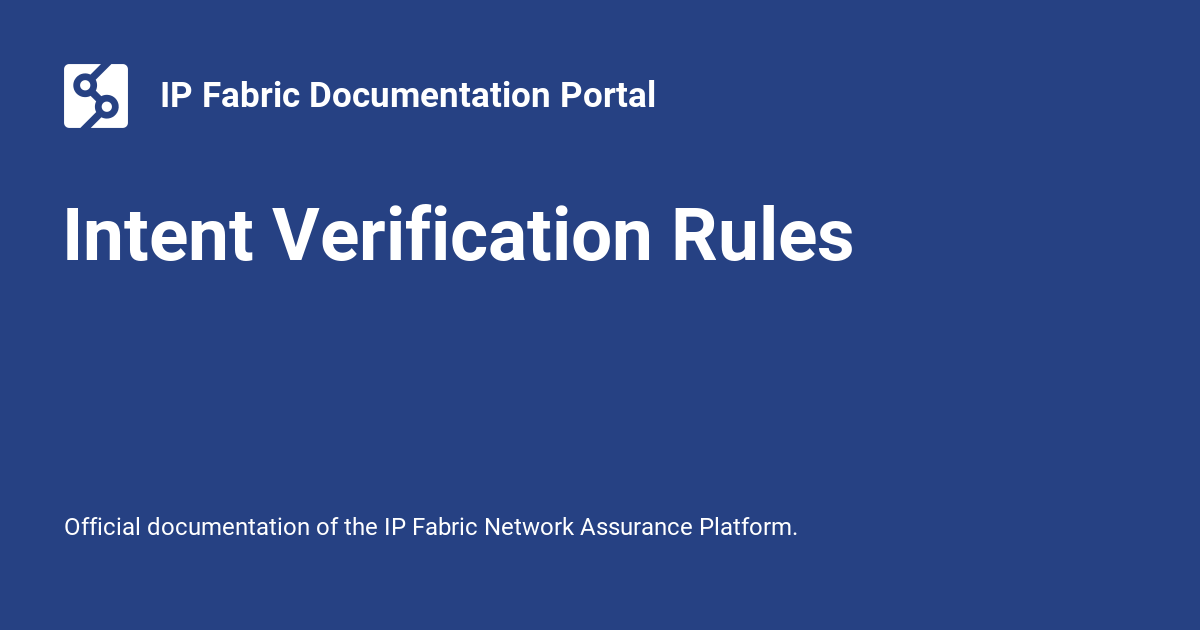 IP Fabric Documentation Portal
Intent Verification Rules
Official documentation of the IP Fabric Network Assurance Platform.